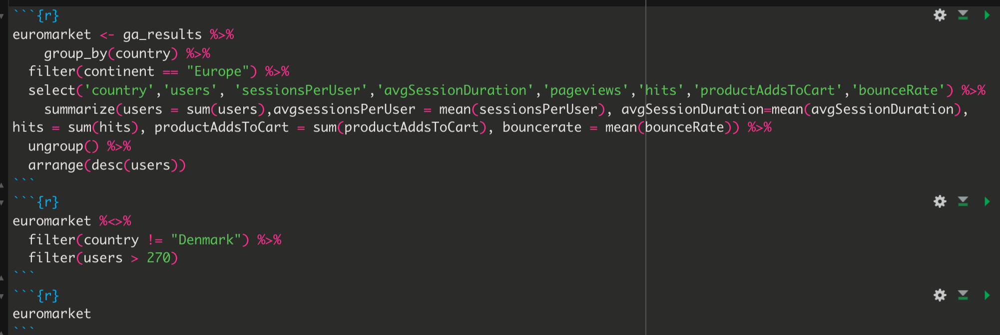 ```{r}
euromarket <- ga_results %>%
    group_by(country) %>%
  filter(continent == "Europe") %>%
  select('country','users', 'sessionsPerUser','avgSessionDuration','pageviews','hits','productAddsToCart','bounceRate') %>%
    summarize(users = sum(users),avgsessionsPerUser = mean(sessionsPerUser), avgSessionDuration=mean(avgSessionDuration),
hits = sum(hits), productAddsToCart = sum(productAddsToCart), bouncerate = mean(bounceRate)) %>%
  ungroup() %>%
  arrange(desc(users))
```
```{r}
euromarket %<>%
  filter(country != "Denmark") %>%
  filter(users > 270)
```
```{r}
euromarket
```